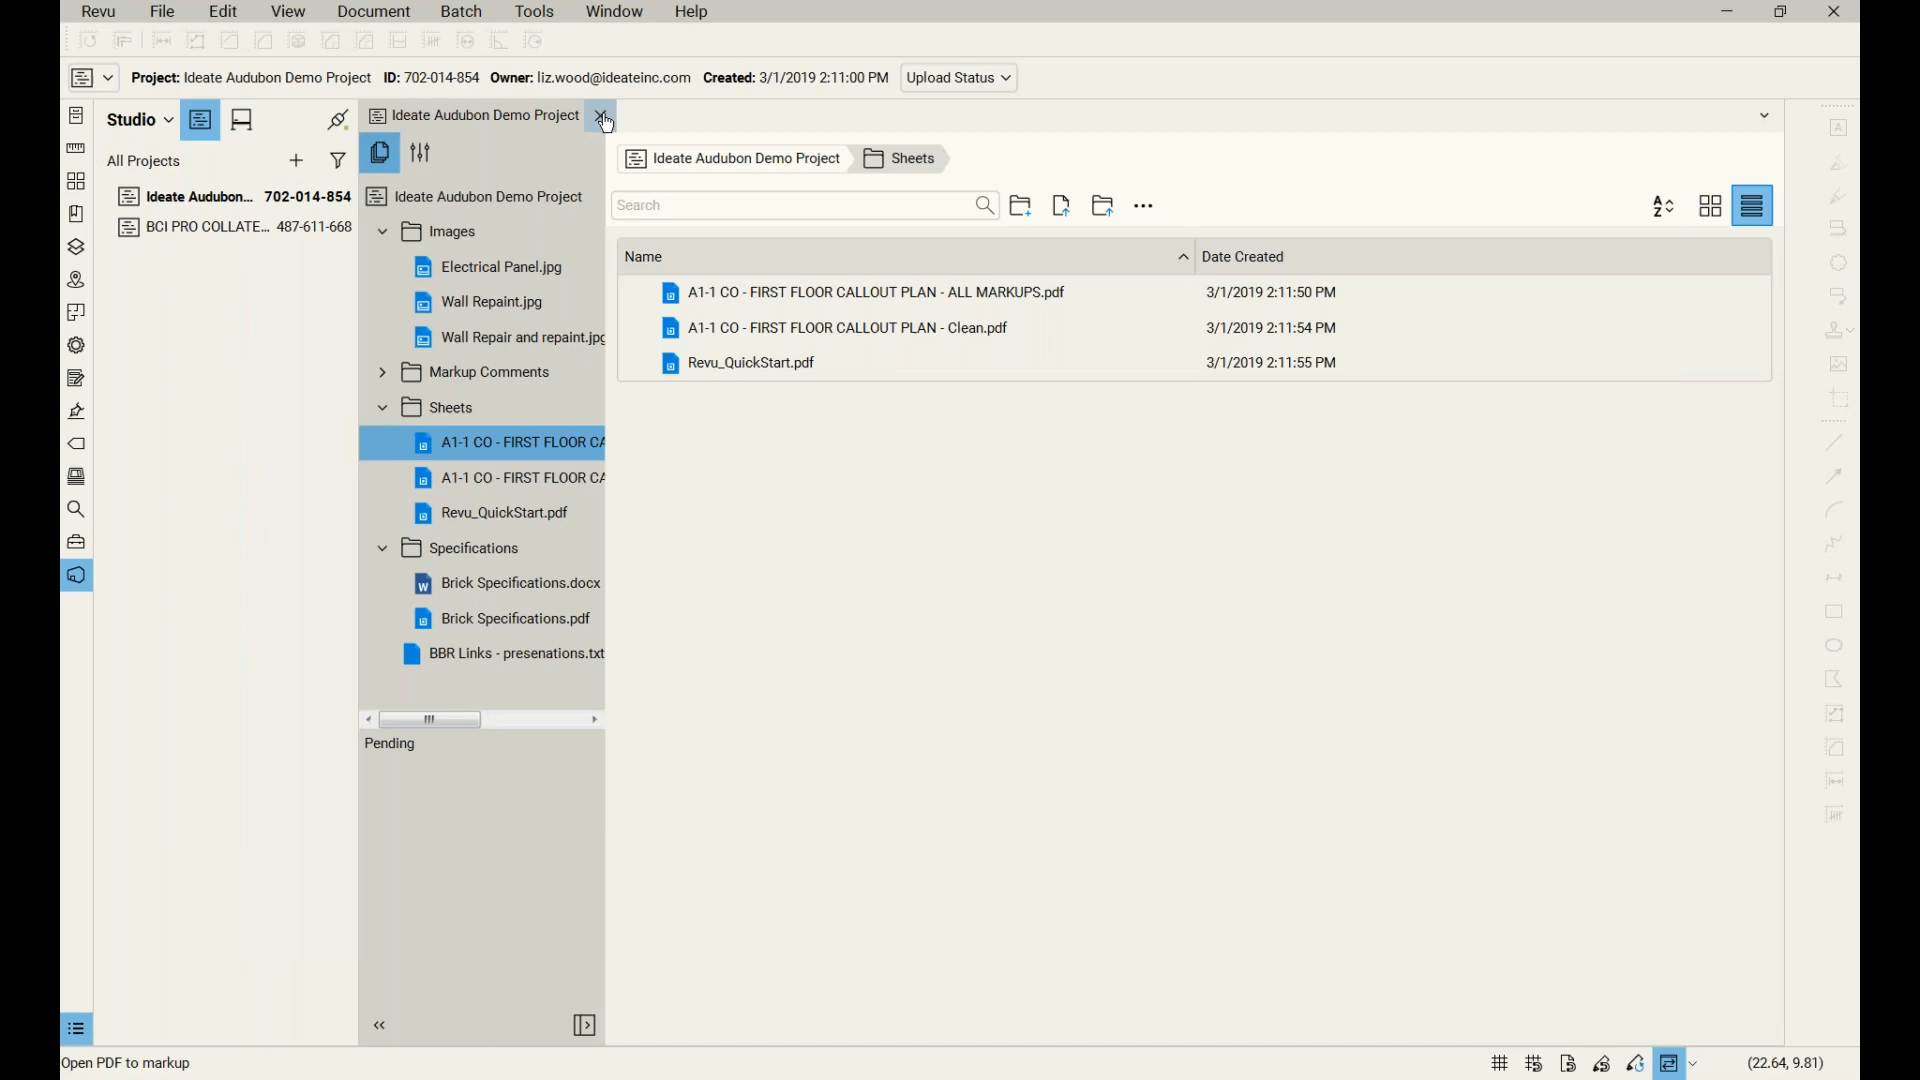 Revu File Edit View Document Batch Tools Window Help
Project: Ideate Audubon Demo Project ID: 702-014-854 Owner: liz.wood@ideateinc.com Created: 3/1/2019 2:11:00 PM Upload Status
Studio
All Projects
Ideate Audubon... 702-014-854
BCI PRO COLLATE... 487-611-668
Ideate Audubon Demo Project
Ideate Audubon Demo Project
Images
Electrical Panel.jpg
Wall Repaint.jpg
Wall Repair and repaint.jpg
Markup Comments
Sheets
A1-1 CO - FIRST FLOOR CA
A1-1 CO - FIRST FLOOR CA
Revu_QuickStart.pdf
Specifications
Brick Specifications.docx
Brick Specifications.pdf
BBR Links - presenations.txt
Pending
Ideate Audubon Demo Project Sheets
Search
Name Date Created
A1-1 CO - FIRST FLOOR CALLOUT PLAN - ALL MARKUPS.pdf 3/1/2019 2:11:50 PM
A1-1 CO - FIRST FLOOR CALLOUT PLAN - Clean.pdf 3/1/2019 2:11:54 PM
Revu_QuickStart.pdf 3/1/2019 2:11:55 PM
Open PDF to markup (22.64, 9.81)